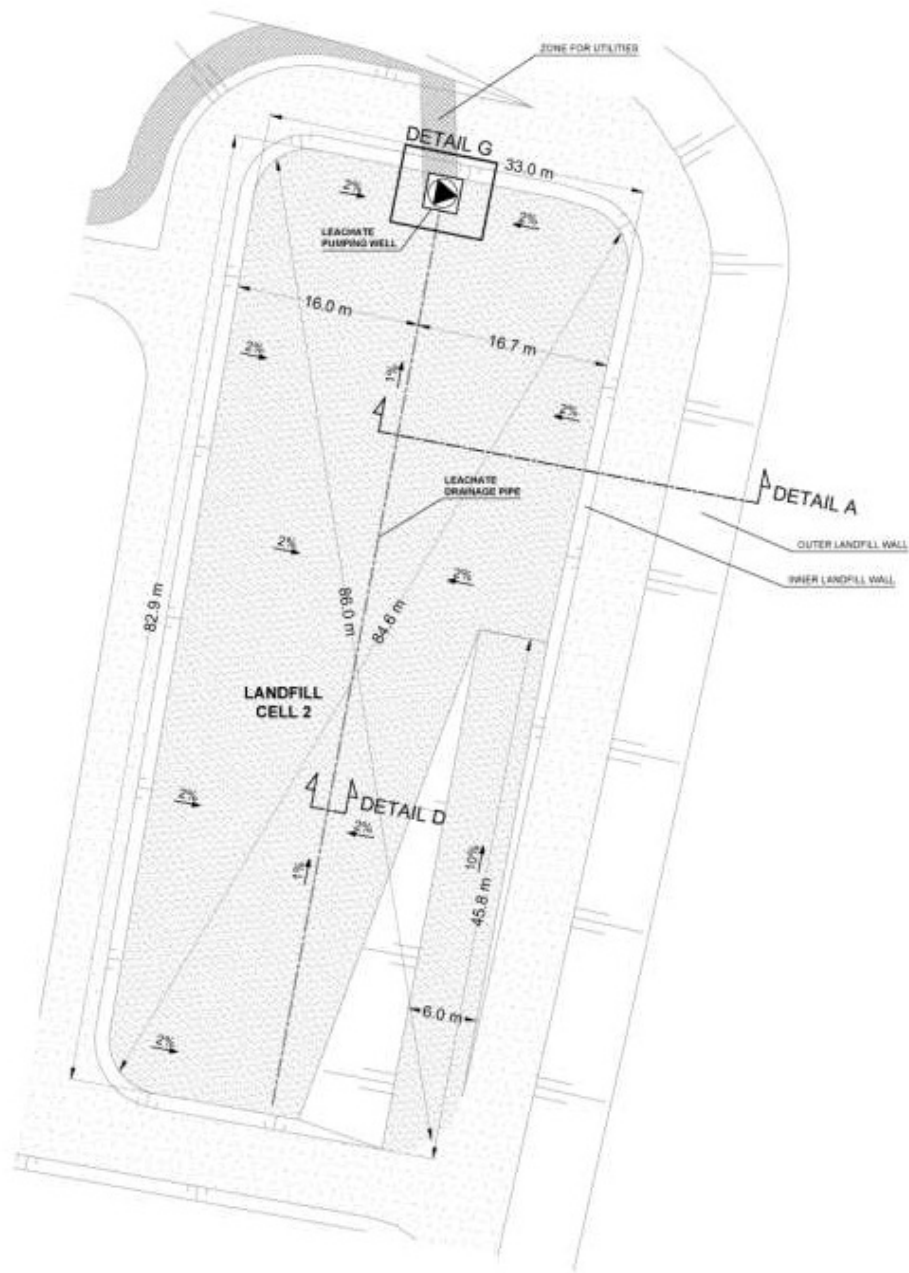 ZONE FOR UTILITIES
DETAIL G
33.0 m
2%
2%
LEACHATE
PUMPING WELL
16.0 m
16.7 m
2%
1%
2%
LEACHATE
DRAINAGE PIPE
DETAIL A
OUTER LANDFILL WALL
INNER LANDFILL WALL
2%
2%
82.9 m
86.0 m
84.6 m
LANDFILL
CELL 2
2%
DETAIL D
2%
1%
10%
45.8 m
6.0 m
2%